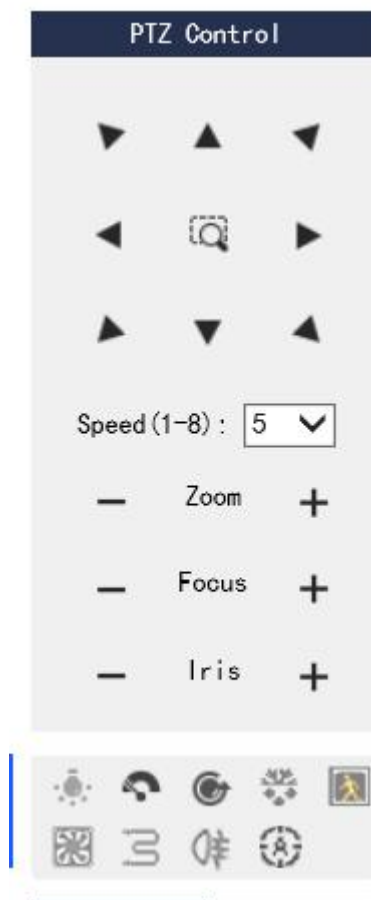 PTZ Control
Speed(1-8): 5
− Zoom +
− Focus +
− Iris +
A